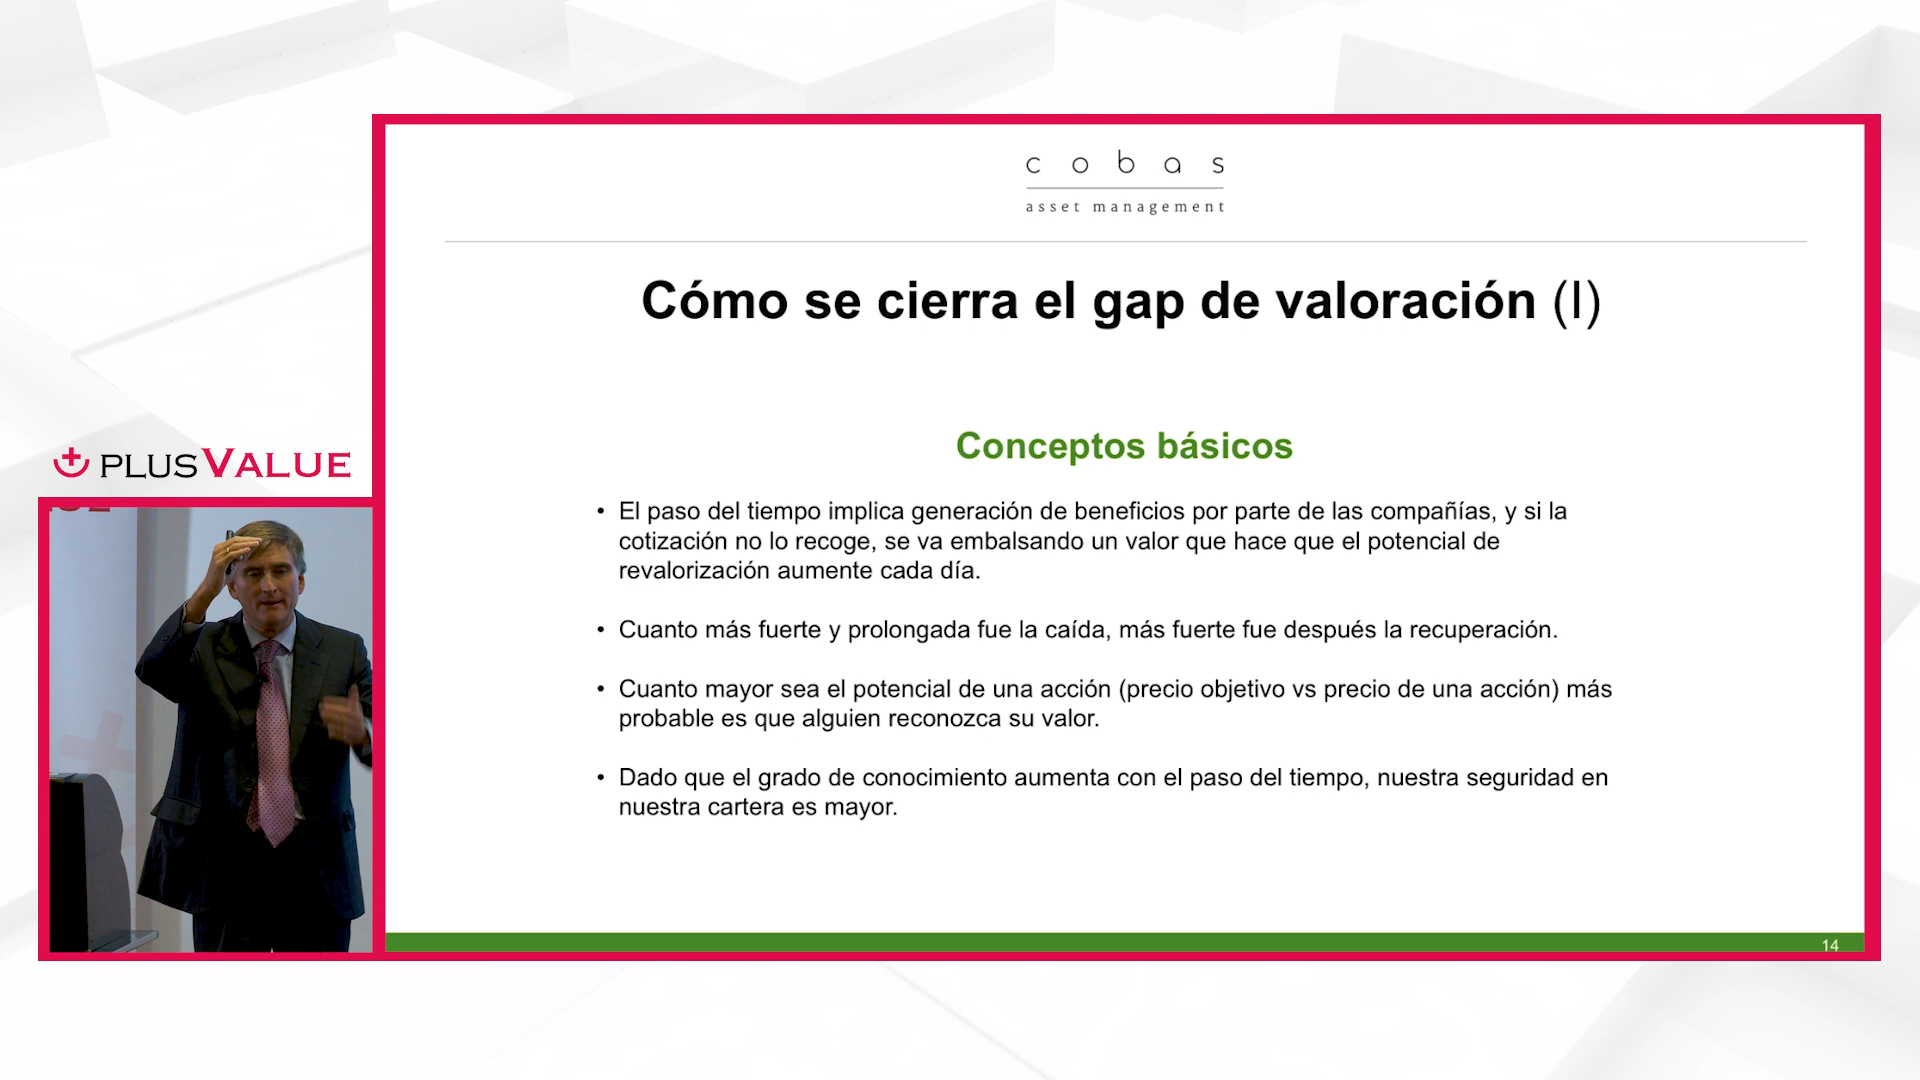 cobas
asset management
Cómo se cierra el gap de valoración (I)
Conceptos básicos
• El paso del tiempo implica generación de beneficios por parte de las compañías, y si la
cotización no lo recoge, se va embalsando un valor que hace que el potencial de
revalorización aumente cada día.
• Cuanto más fuerte y prolongada fue la caída, más fuerte fue después la recuperación.
• Cuanto mayor sea el potencial de una acción (precio objetivo vs precio de una acción) más
probable es que alguien reconozca su valor.
• Dado que el grado de conocimiento aumenta con el paso del tiempo, nuestra seguridad en
nuestra cartera es mayor.
14
PLUSVALUE